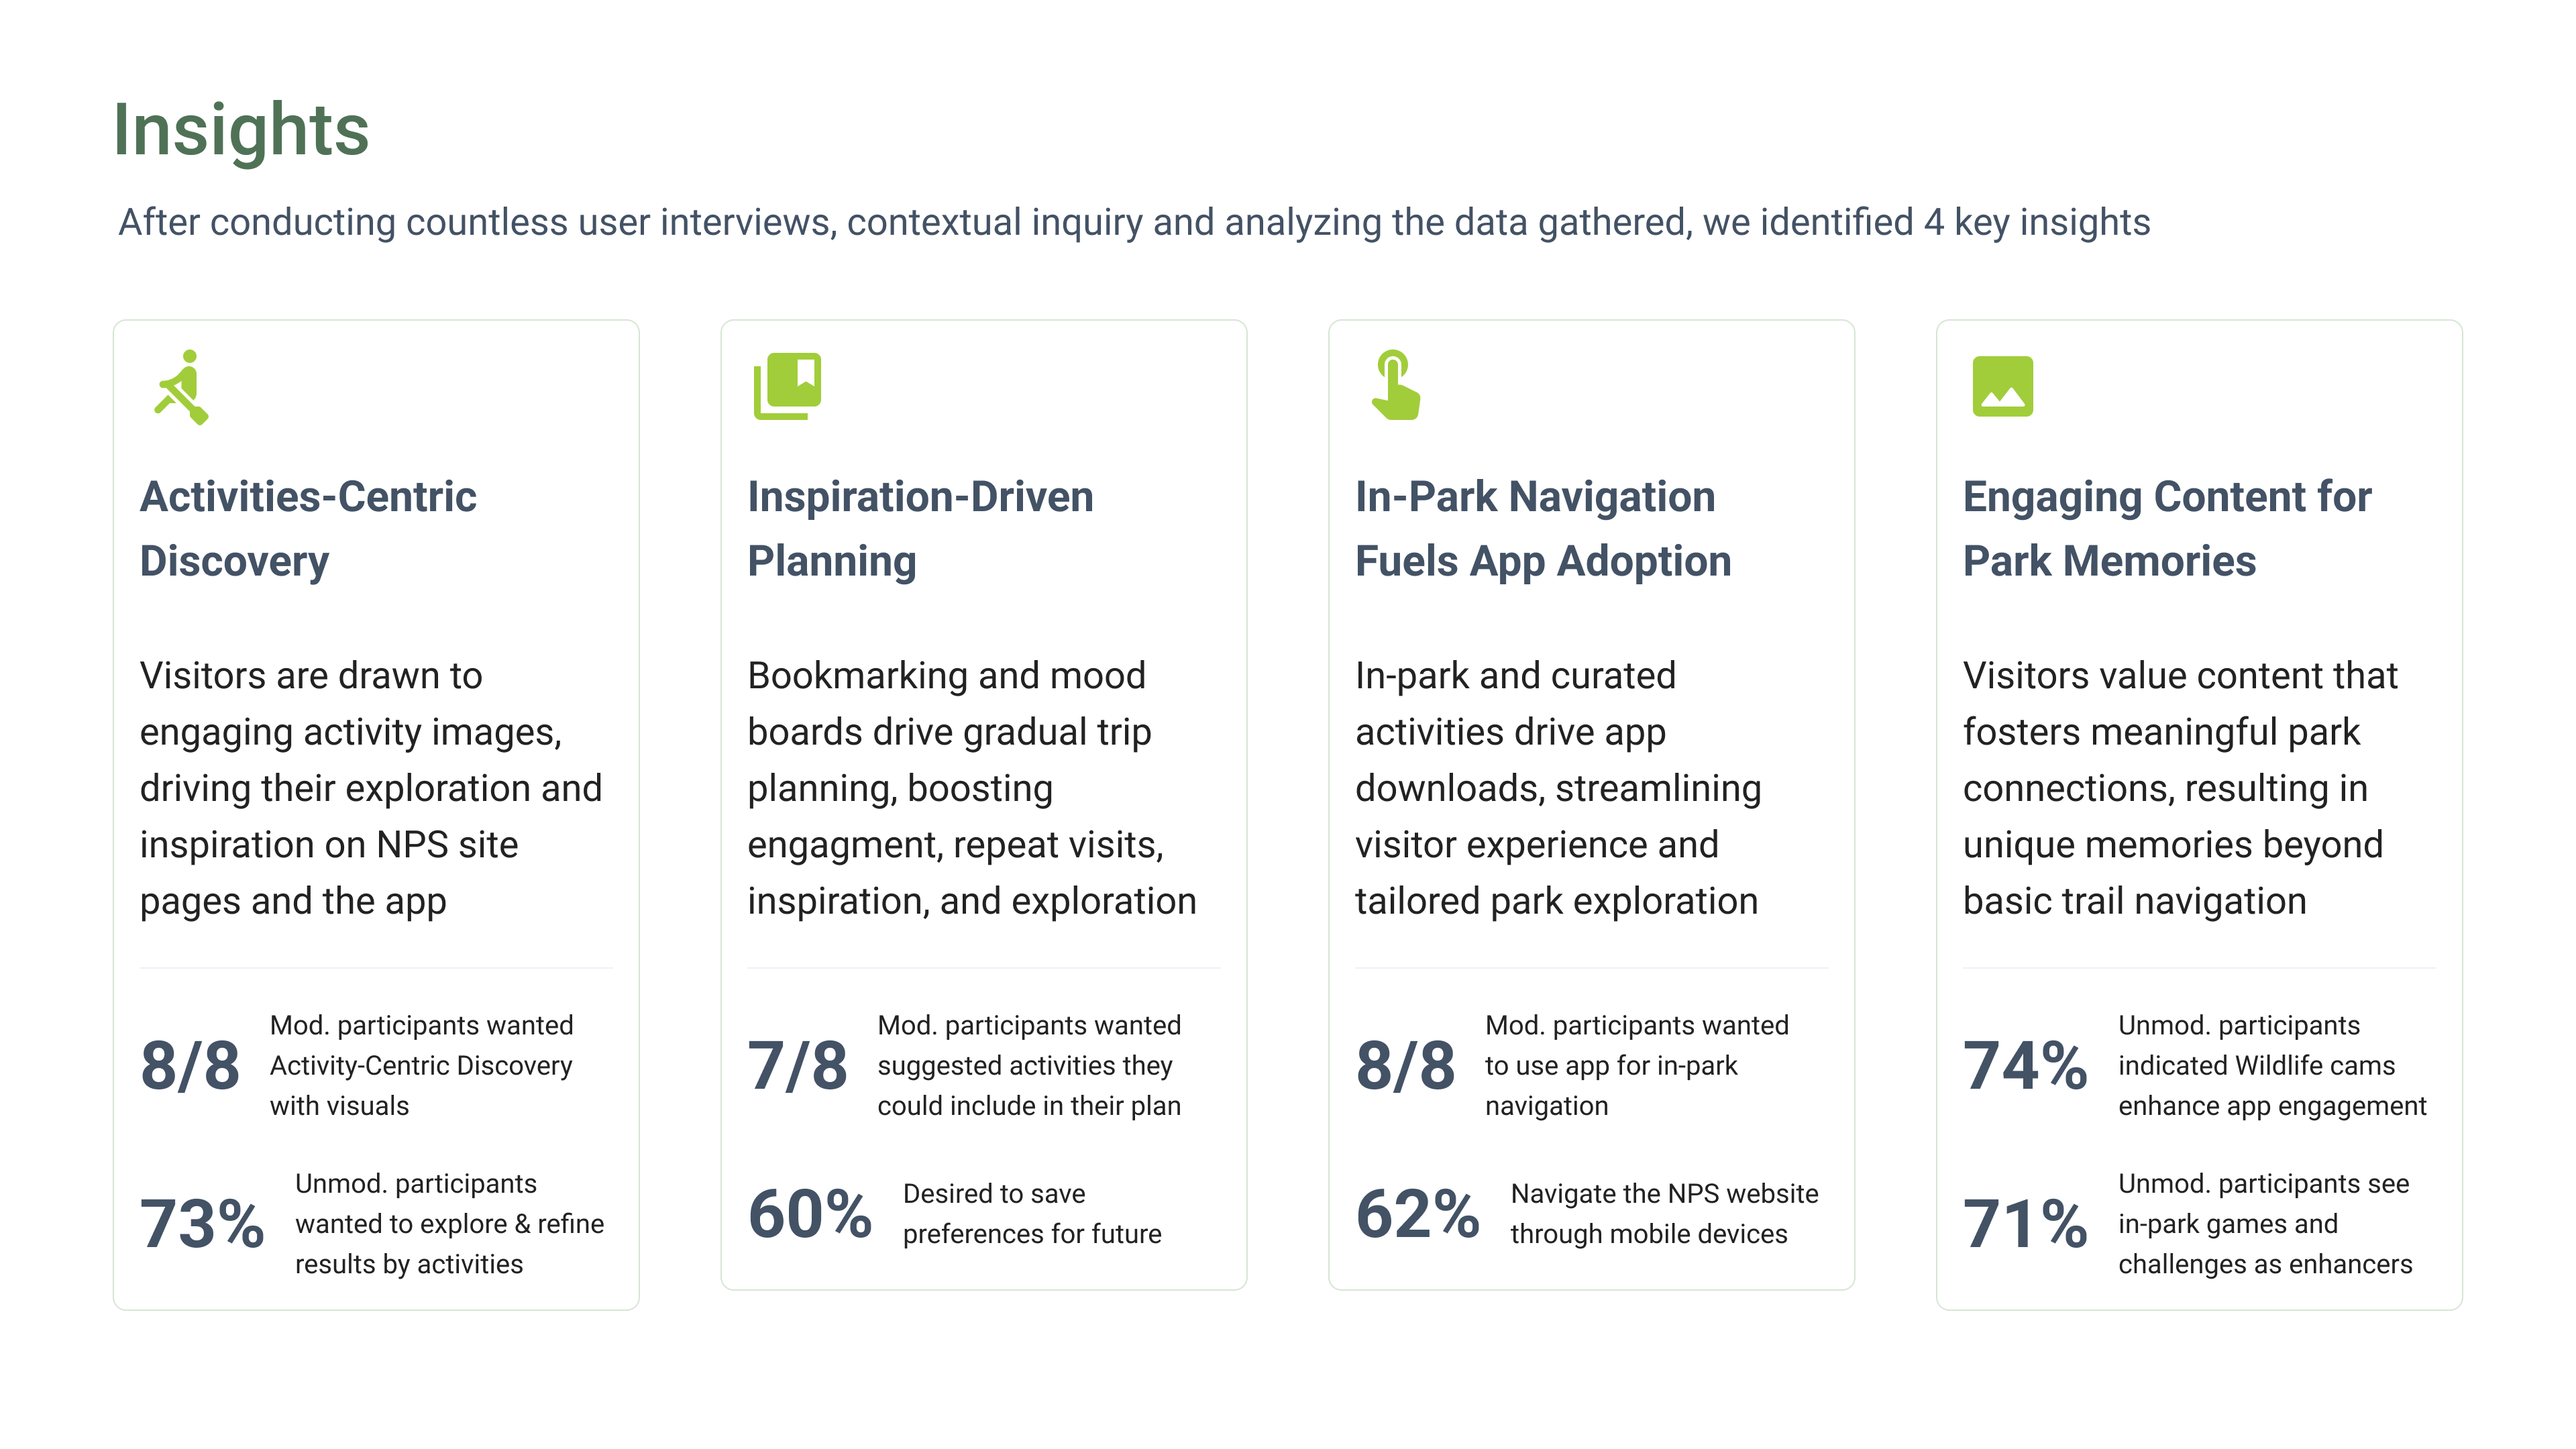 Insights
After conducting countless user interviews, contextual inquiry and analyzing the data gathered, we identified 4 key insights
Activities-Centric
Discovery
Visitors are drawn to
engaging activity images,
driving their exploration and
inspiration on NPS site
pages and the app
8/8
Mod. participants wanted
Activity-Centric Discovery
with visuals
73%
Unmod. participants
wanted to explore & refine
results by activities
Inspiration-Driven
Planning
Bookmarking and mood
boards drive gradual trip
planning, boosting
engagment, repeat visits,
inspiration, and exploration
7/8
Mod. participants wanted
suggested activities they
could include in their plan
60%
Desired to save
preferences for future
In-Park Navigation
Fuels App Adoption
In-park and curated
activities drive app
downloads, streamlining
visitor experience and
tailored park exploration
8/8
Mod. participants wanted
to use app for in-park
navigation
62%
Navigate the NPS website
through mobile devices
Engaging Content for
Park Memories
Visitors value content that
fosters meaningful park
connections, resulting in
unique memories beyond
basic trail navigation
74%
Unmod. participants
indicated Wildlife cams
enhance app engagement
71%
Unmod. participants see
in-park games and
challenges as enhancers